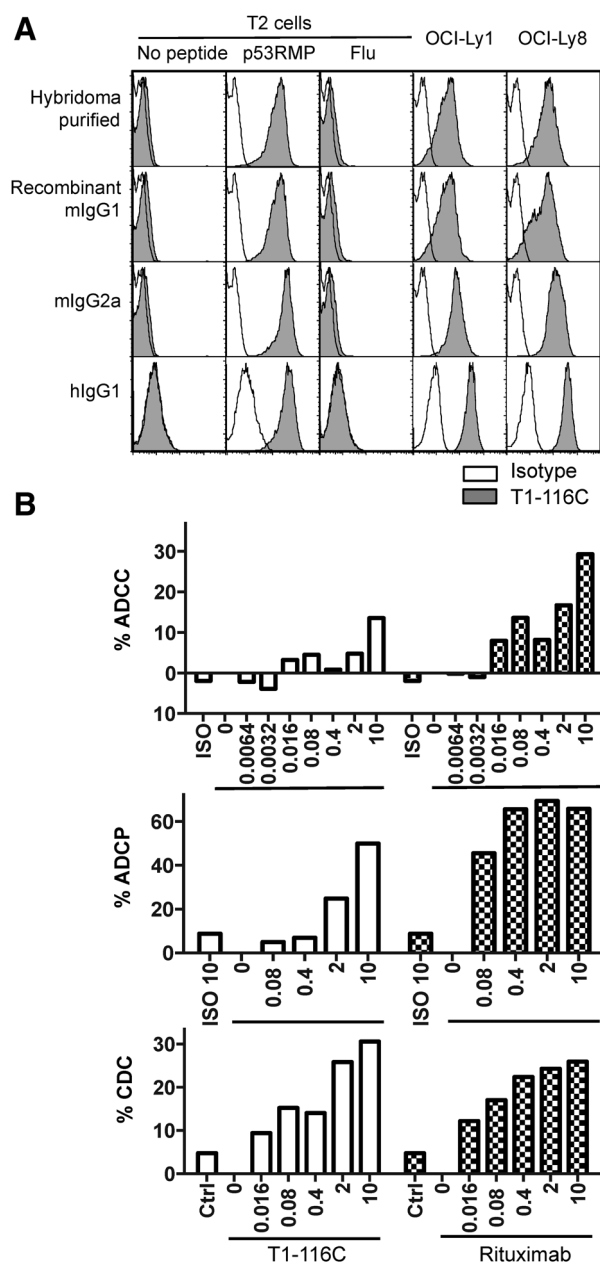 A
T2 cells
No peptide p53RMP Flu OCI-Ly1 OCI-Ly8
Hybridoma
purified
Recombinant
mIgG1
mIgG2a
hIgG1
Isotype
T1-116C
B
% ADCC
30
20
10
0
10
ISO 0 0.0064 0.0032 0.016 0.08 0.4 2 10 ISO 0 0.0064 0.0032 0.016 0.08 0.4 2 10
% ADCP
60
40
20
0
ISO 10 0 0.08 0.4 2 10 ISO 10 0 0.08 0.4 2 10
% CDC
30
20
10
0
Ctrl 0 0.016 0.08 0.4 2 10 Ctrl 0 0.016 0.08 0.4 2 10
T1-116C Rituximab